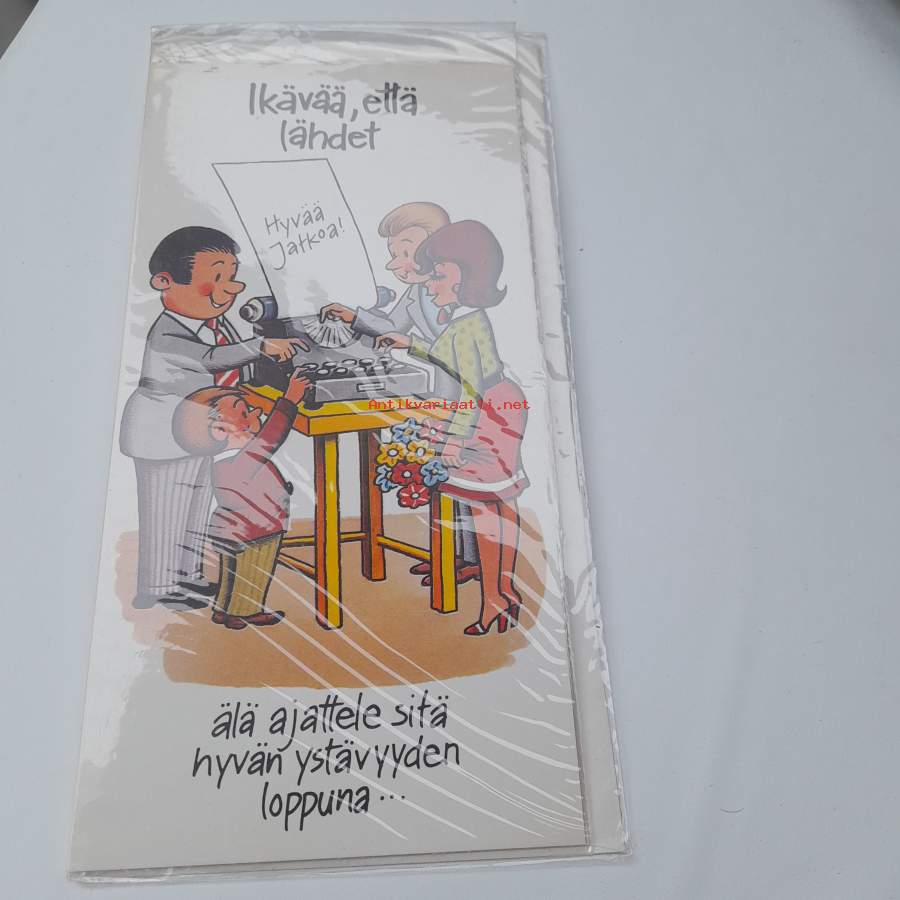 Ikävää, että
lähdet
Hyvää
jatkoa!
Antikvariaatti.net
älä ajattele sitä
hyvän ystävyyden
loppuna...